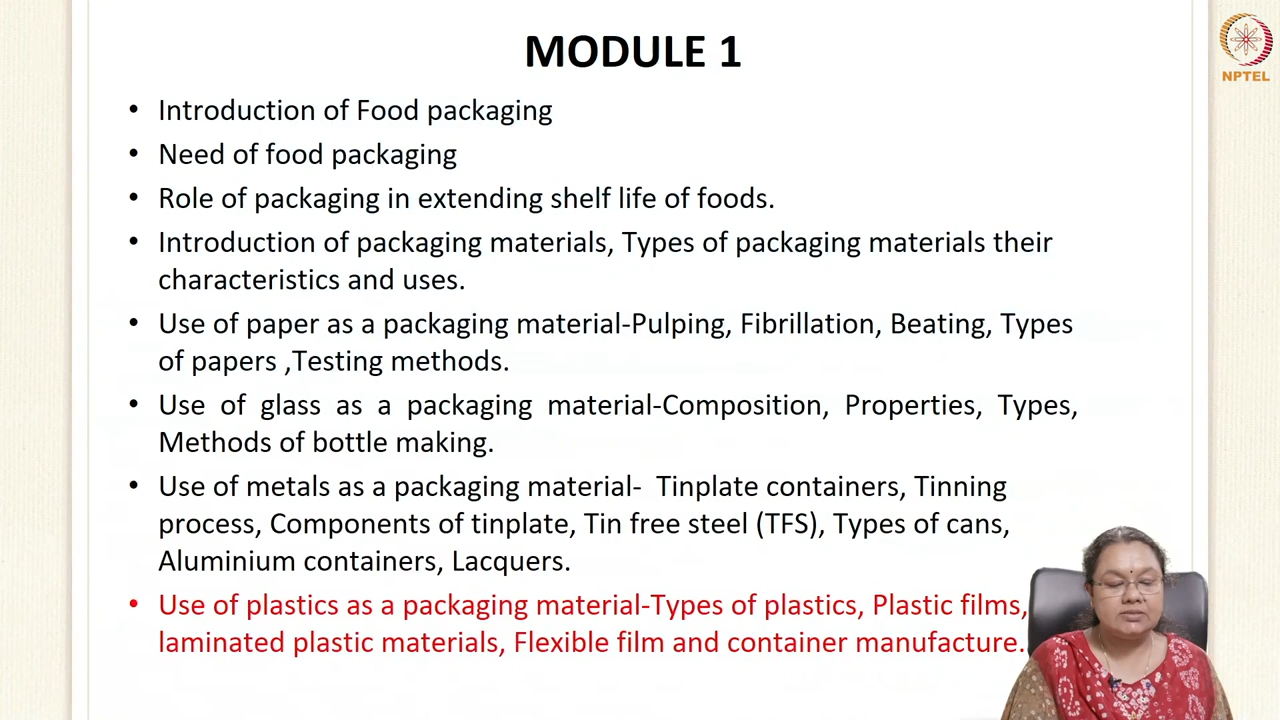 MODULE 1
NPTEL
• Introduction of Food packaging
• Need of food packaging
• Role of packaging in extending shelf life of foods.
• Introduction of packaging materials, Types of packaging materials their
characteristics and uses.
• Use of paper as a packaging material-Pulping, Fibrillation, Beating, Types
of papers ,Testing methods.
• Use of glass as a packaging material-Composition, Properties, Types,
Methods of bottle making.
• Use of metals as a packaging material- Tinplate containers, Tinning
process, Components of tinplate, Tin free steel (TFS), Types of cans,
Aluminium containers, Lacquers.
• Use of plastics as a packaging material-Types of plastics, Plastic films,
laminated plastic materials, Flexible film and container manufacture.